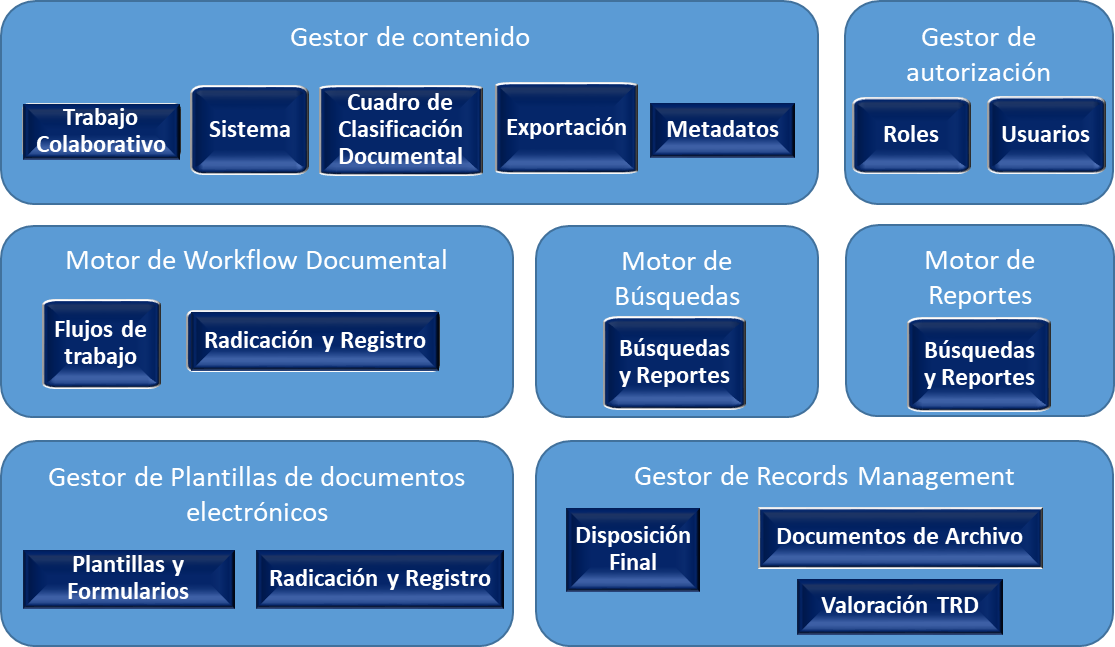 Gestor de contenido
Trabajo
Colaborativo
Sistema
Cuadro de
Clasificación
Documental
Exportación
Metadatos
Gestor de
autorización
Roles
Usuarios
Motor de Workflow Documental
Flujos de
trabajo
Radicación y Registro
Motor de
Búsquedas
Búsquedas
y Reportes
Motor de
Reportes
Búsquedas
y Reportes
Gestor de Plantillas de documentos
electrónicos
Plantillas y
Formularios
Radicación y Registro
Gestor de Records Management
Disposición
Final
Documentos de Archivo
Valoración TRD